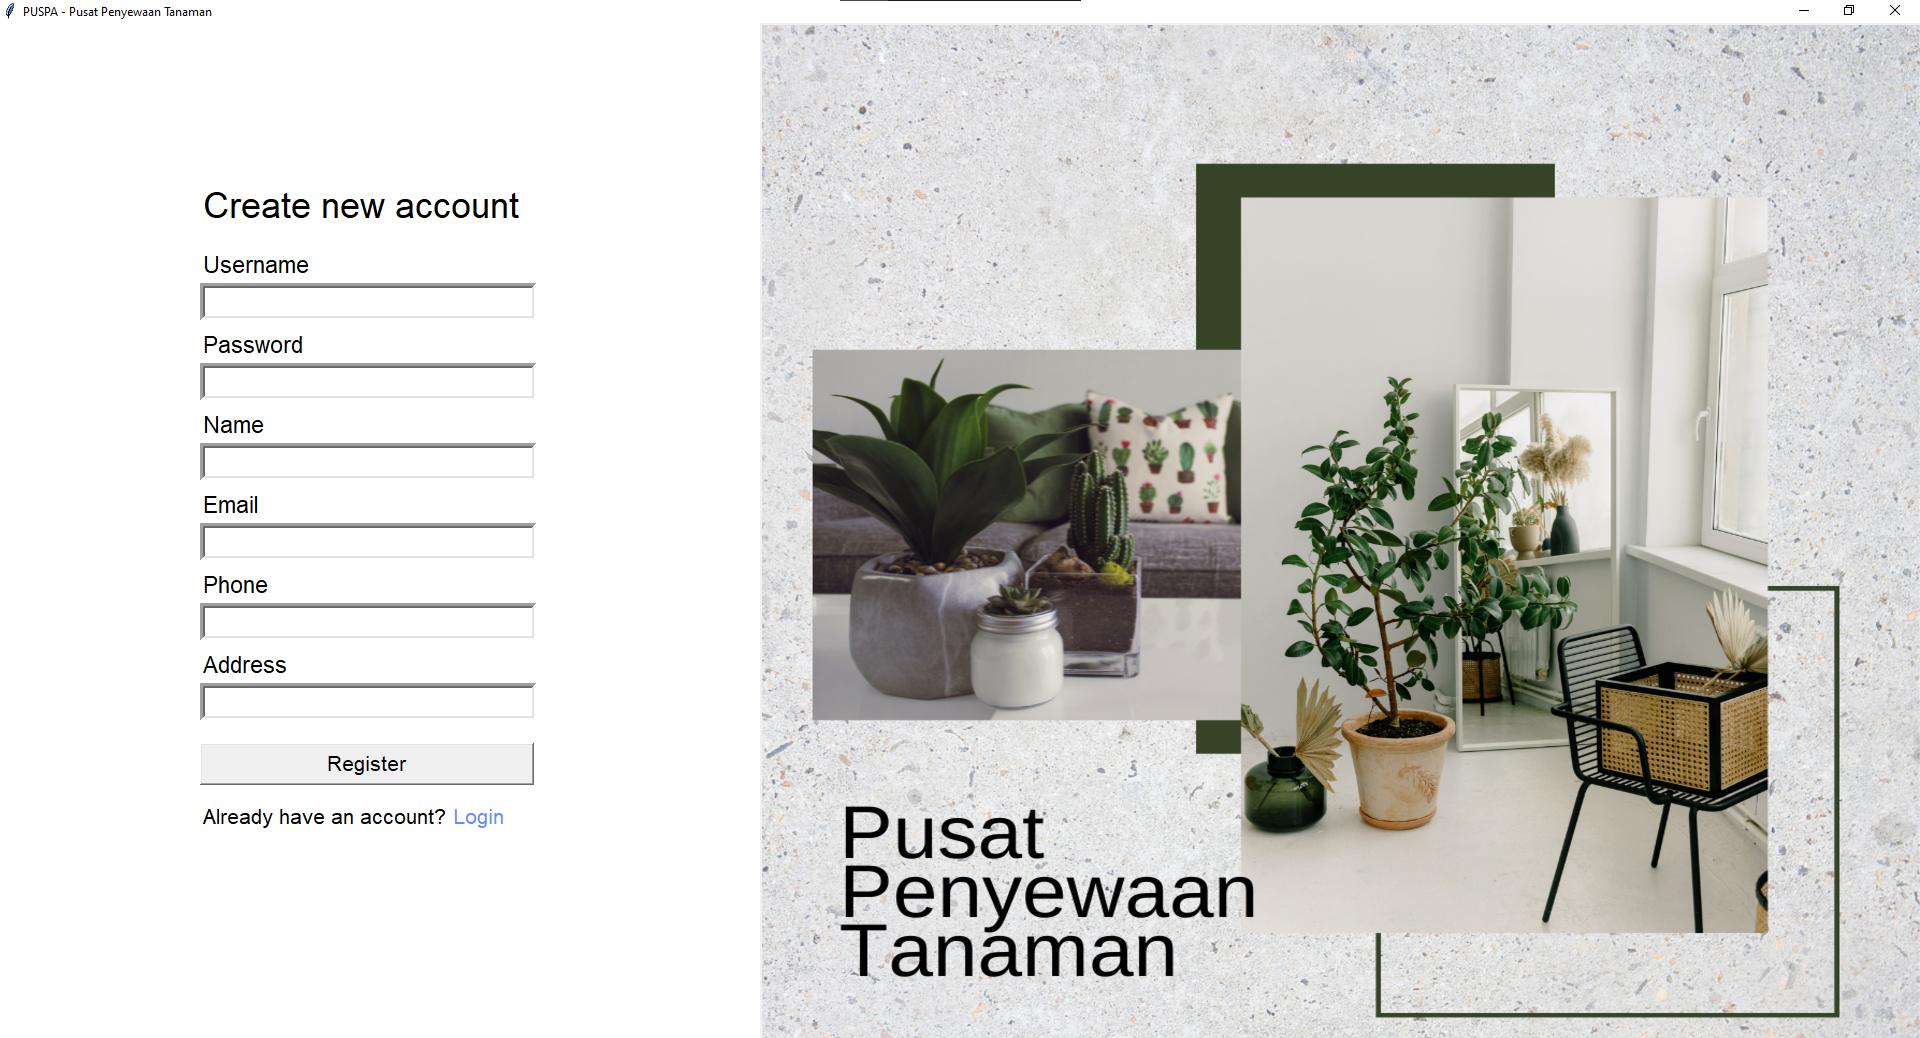 PUSPA - Pusat Penyewaan Tanaman
Create new account
Username
Password
Name
Email
Phone
Address
Register
Already have an account? Login
Pusat
Penyewaan
Tanaman